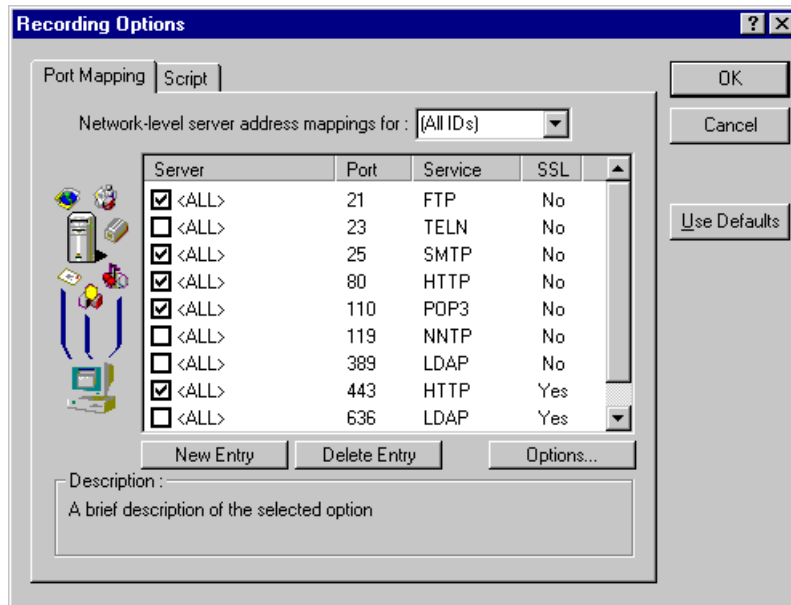 Recording Options
Port Mapping Script
OK
Network-level server address mappings for : (All IDs)
Cancel
Server Port Service SSL
<ALL> 21 FTP No
<ALL> 23 TELN No
Use Defaults
<ALL> 25 SMTP No
<ALL> 80 HTTP No
<ALL> 110 POP3 No
<ALL> 119 NNTP No
<ALL> 389 LDAP No
<ALL> 443 HTTP Yes
<ALL> 636 LDAP Yes
New Entry Delete Entry Options...
Description :
A brief description of the selected option